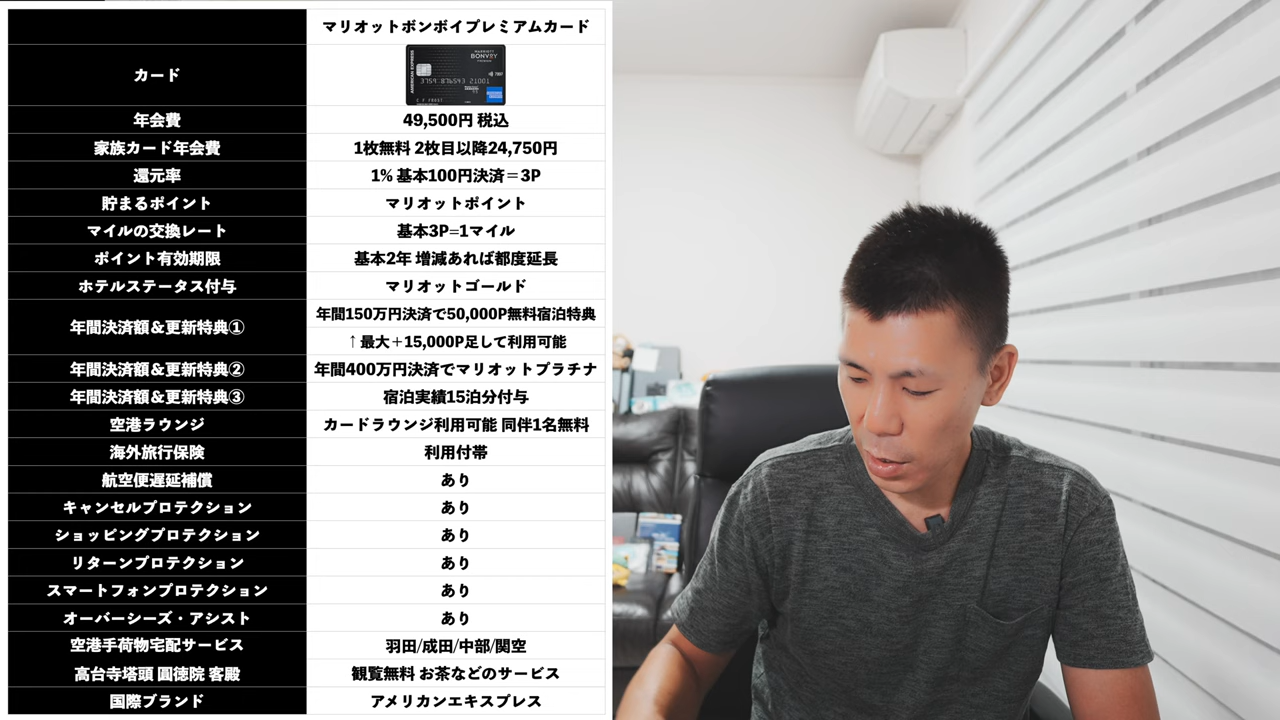 マリオットボンボイプレミアムカード
カード
AMERICAN EXPRESS
MARRIOTT
BONVOY
3759 876543 21001
C F FROST
年会費 49,500円 税込
家族カード年会費 1枚無料 2枚目以降24,750円
還元率 1% 基本100円決済＝3P
貯まるポイント マリオットポイント
マイルの交換レート 基本3P=1マイル
ポイント有効期限 基本2年 増減あれば都度延長
ホテルステータス付与 マリオットゴールド
年間決済額＆更新特典① 年間150万円決済で50,000P無料宿泊特典
↑最大＋15,000P足して利用可能
年間決済額＆更新特典② 年間400万円決済でマリオットプラチナ
年間決済額＆更新特典③ 宿泊実績15泊分付与
空港ラウンジ カードラウンジ利用可能 同伴1名無料
海外旅行保険 利用付帯
航空便遅延補償 あり
キャンセルプロテクション あり
ショッピングプロテクション あり
リターンプロテクション あり
スマートフォンプロテクション あり
オーバーシーズ・アシスト あり
空港手荷物宅配サービス 羽田/成田/中部/関空
高台寺塔頭 圓徳院 客殿 観覧無料 お茶などのサービス
国際ブランド アメリカンエキスプレス